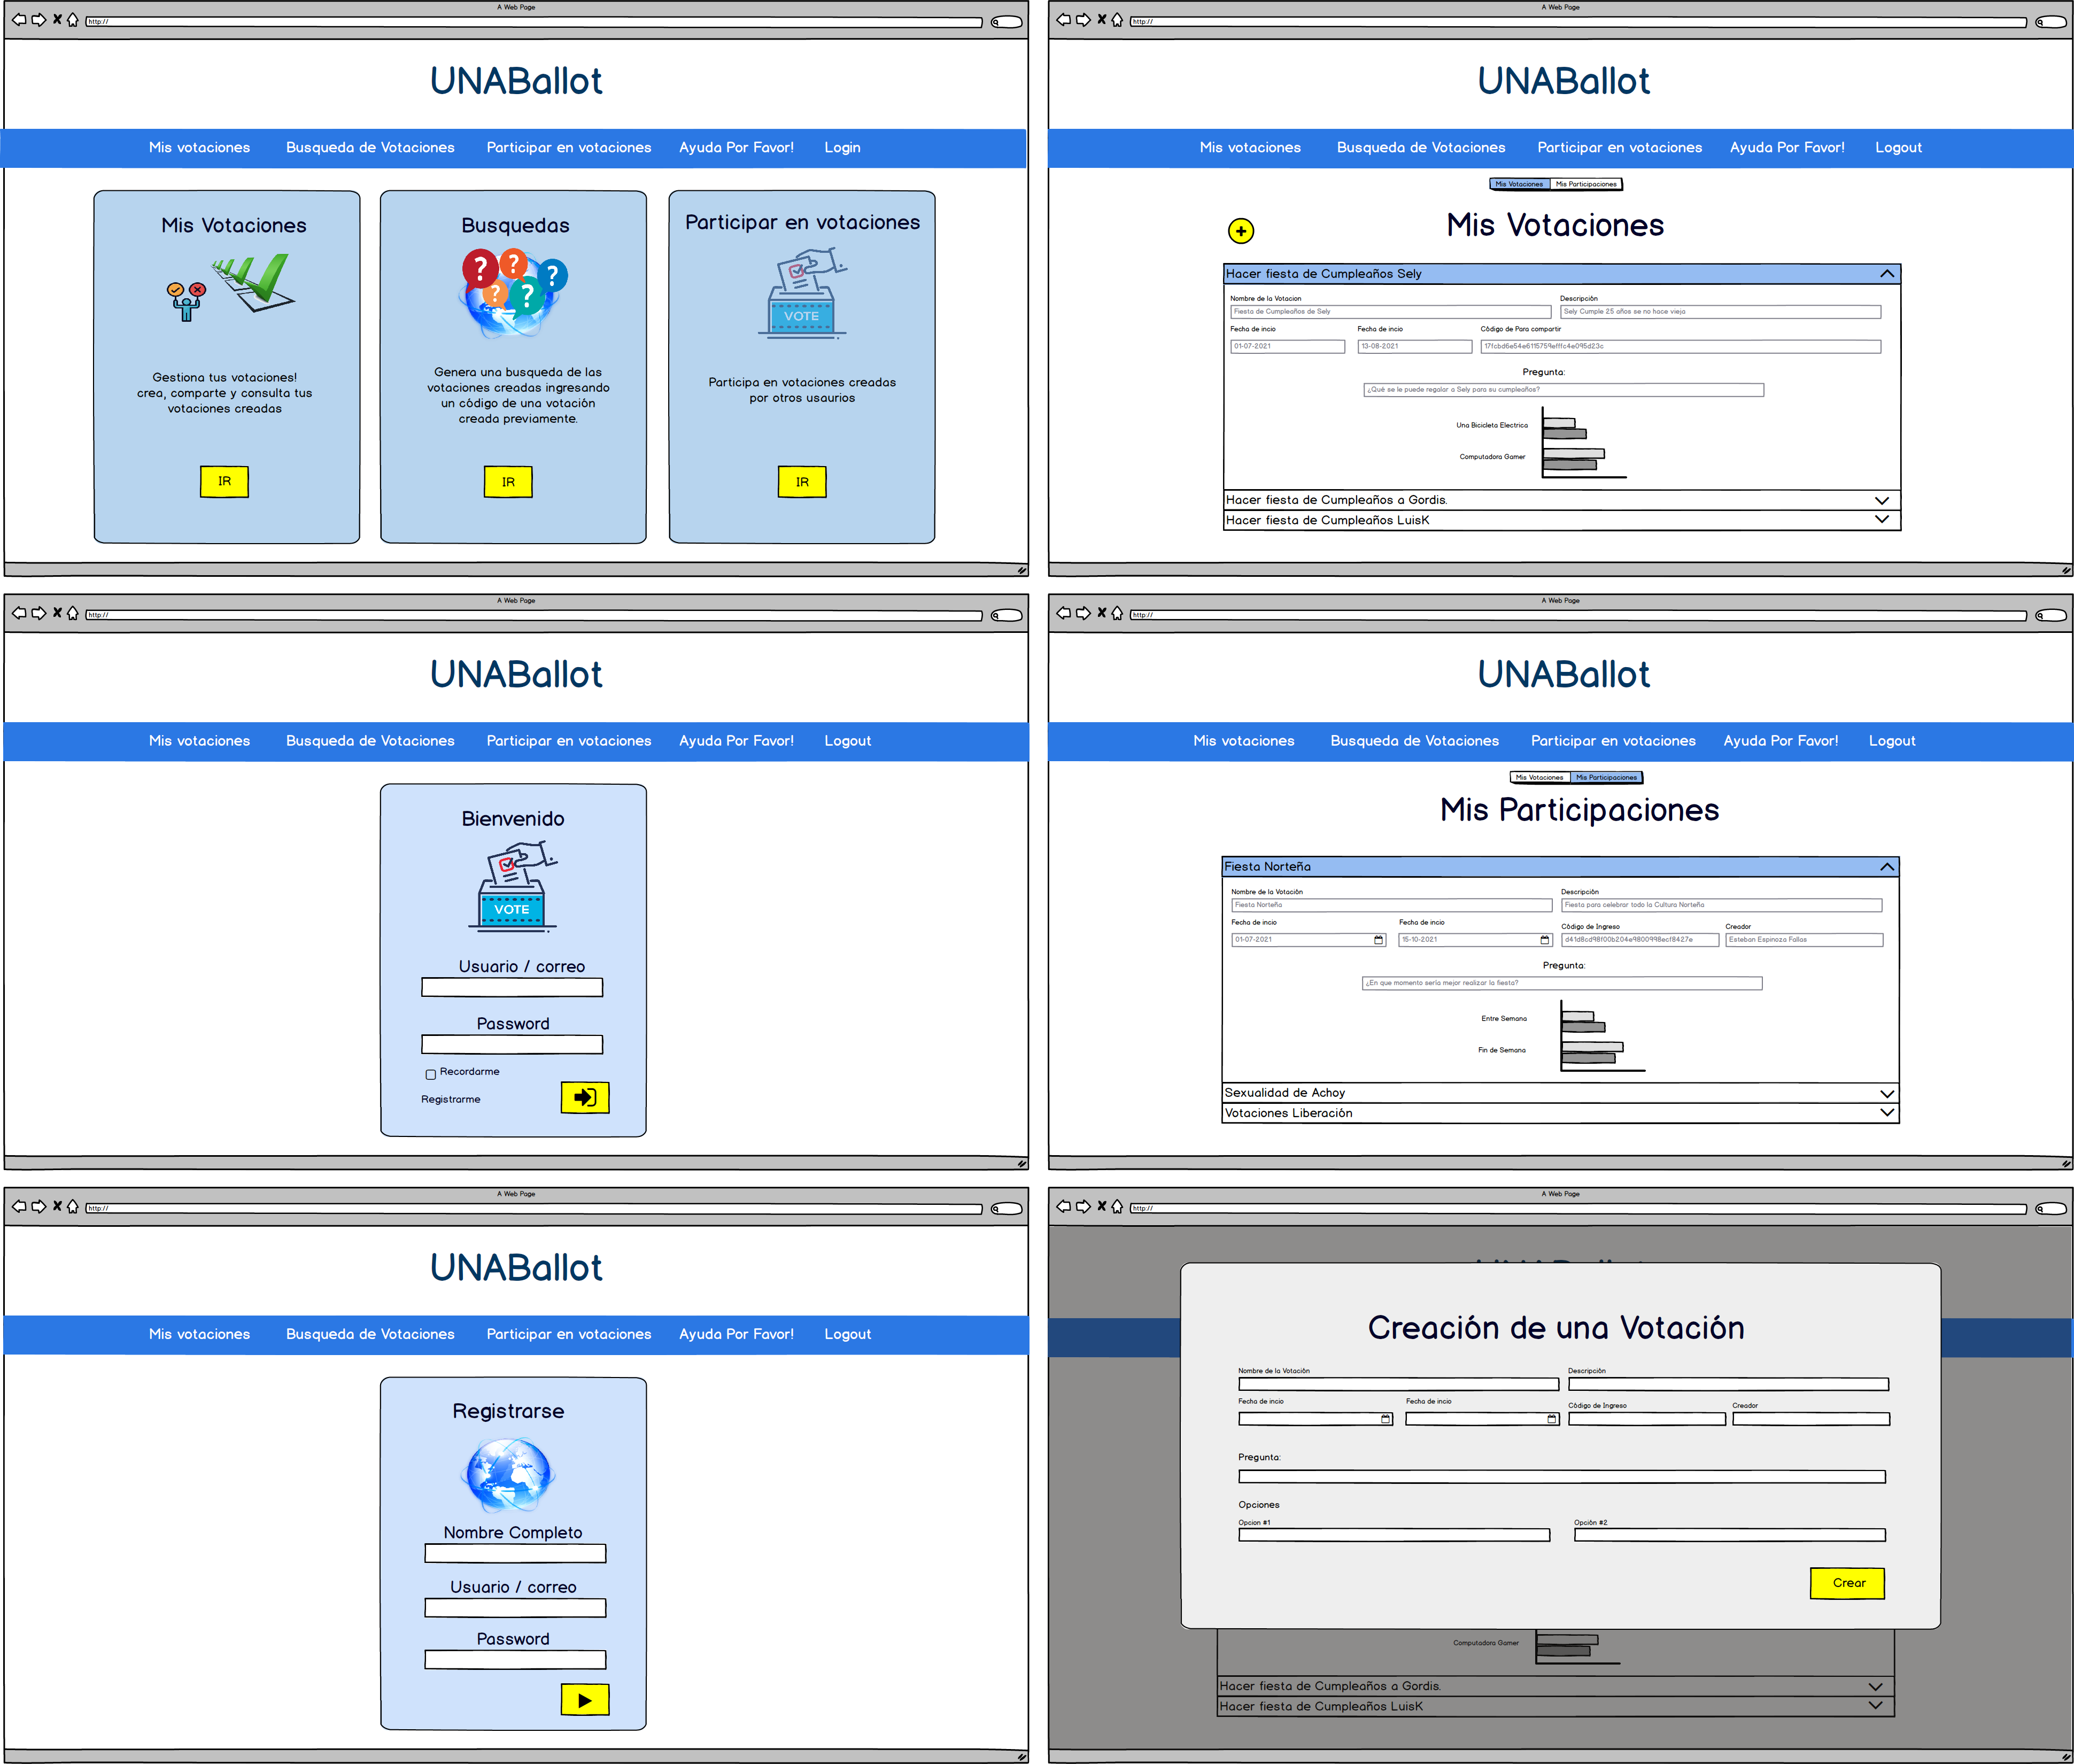 A Web Page
http://
UNABallot
Mis votaciones Busqueda de Votaciones Participar en votaciones Ayuda Por Favor! Login
Mis Votaciones
Gestiona tus votaciones!
crea, comparte y consulta tus
votaciones creadas
IR
Busquedas
? ? ? ? ?
Genera una busqueda de las
votaciones creadas ingresando
un código de una votación
creada previamente.
IR
Participar en votaciones
VOTE
Participa en votaciones creadas
por otros usaurios
IR
A Web Page
http://
UNABallot
Mis votaciones Busqueda de Votaciones Participar en votaciones Ayuda Por Favor! Logout
Mis Votaciones Mis Participaciones
Mis Votaciones
Hacer fiesta de Cumpleaños Sely
Nombre de la Votacion Descripción
Fiesta de Cumpleaños de Sely Sely Cumple 25 años se no hace vieja
Fecha de incio Fecha de incio Código de Para compartir
01-07-2021 13-08-2021 17fcbd6e54e6115759efffc4e095d23c
Pregunta:
¿Qué se le puede regalar a Sely para su cumpleaños?
Una Bicicleta Electrica
Computadora Gamer
Hacer fiesta de Cumpleaños a Gordis.
Hacer fiesta de Cumpleaños LuisK
A Web Page
http://
UNABallot
Mis votaciones Busqueda de Votaciones Participar en votaciones Ayuda Por Favor! Logout
Bienvenido
VOTE
Usuario / correo
Password
Recordarme
Registrarme
A Web Page
http://
UNABallot
Mis votaciones Busqueda de Votaciones Participar en votaciones Ayuda Por Favor! Logout
Mis Votaciones Mis Participaciones
Mis Participaciones
Fiesta Norteña
Nombre de la Votación Descripción
Fiesta Norteña Fiesta para celebrar todo la Cultura Norteña
Fecha de incio Fecha de incio Código de Ingreso Creador
01-07-2021 15-10-2021 d41d8cd98f00b204e9800998ecf8427e Esteban Espinoza Fallas
Pregunta:
¿En que momento sería mejor realizar la fiesta?
Entre Semana
Fin de Semana
Sexualidad de Achoy
Votaciones Liberación
A Web Page
http://
UNABallot
Mis votaciones Busqueda de Votaciones Participar en votaciones Ayuda Por Favor! Logout
Registrarse
Nombre Completo
Usuario / correo
Password
A Web Page
http://
Creación de una Votación
Nombre de la Votación Descripción
Fecha de incio Fecha de incio Código de Ingreso Creador
Pregunta:
Opciones
Opcion #1 Opción #2
Crear
Computadora Gamer
Hacer fiesta de Cumpleaños a Gordis.
Hacer fiesta de Cumpleaños LuisK